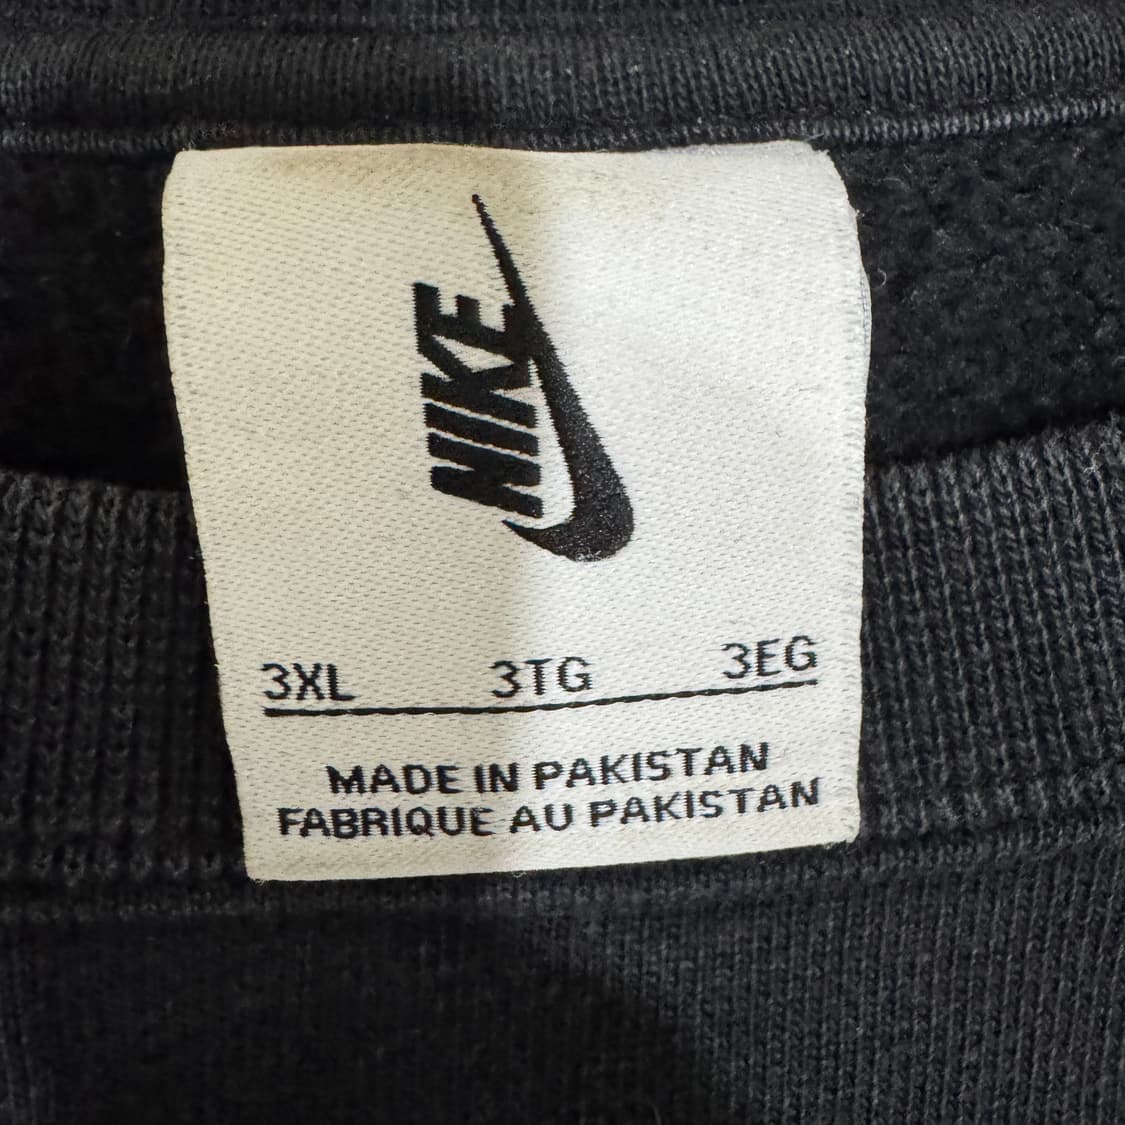 NIKE
3XL 3TG 3EG
MADE IN PAKISTAN
FABRIQUE AU PAKISTAN